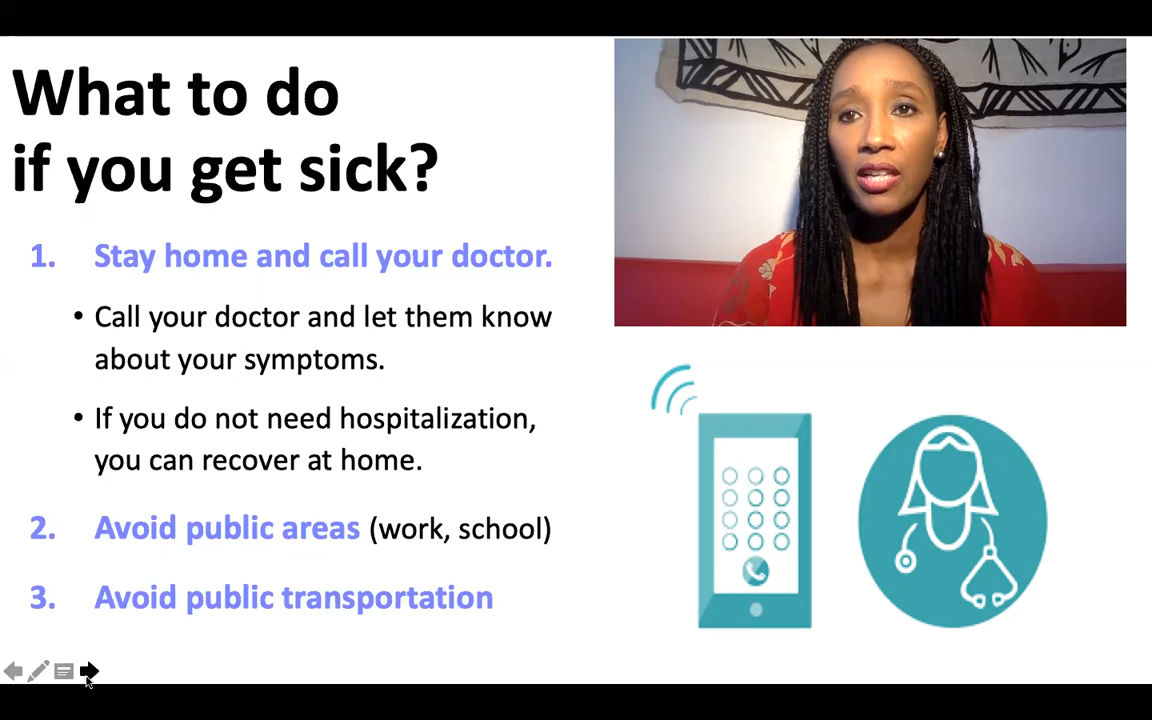 What to do
if you get sick?
1. Stay home and call your doctor.
• Call your doctor and let them know
about your symptoms.
• If you do not need hospitalization,
you can recover at home.
2. Avoid public areas (work, school)
3. Avoid public transportation